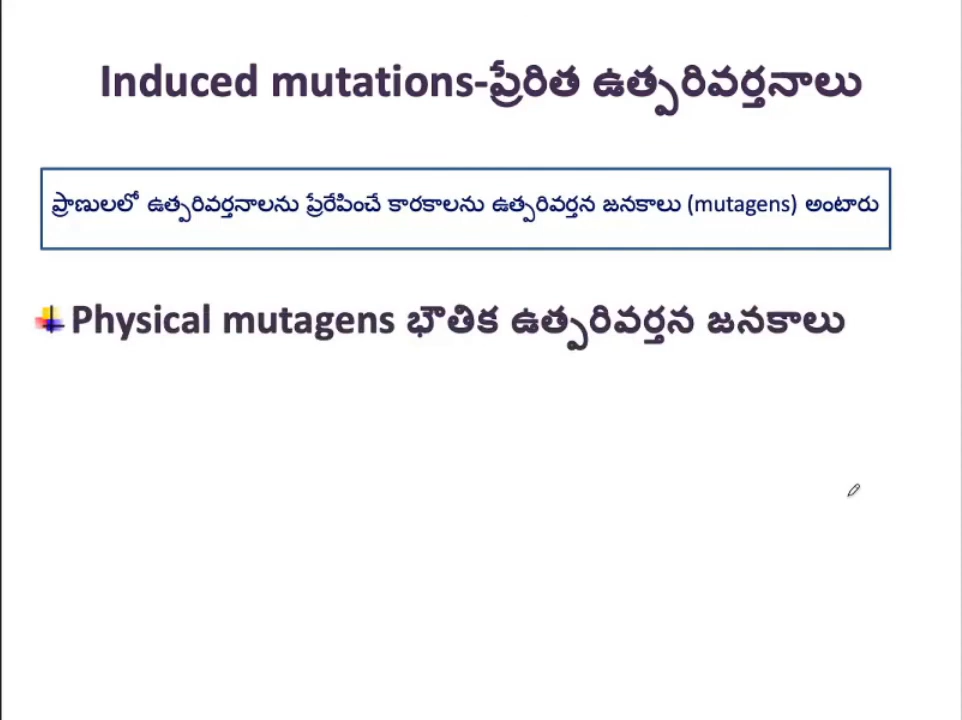 Induced mutations-ప్రేరిత ఉత్పరివర్తనాలు
ప్రాణులలో ఉత్పరివర్తనాలను ప్రేరేపించే కారకాలను ఉత్పరివర్తన జనకాలు (mutagens) అంటారు
Physical mutagens భౌతిక ఉత్పరివర్తన జనకాలు